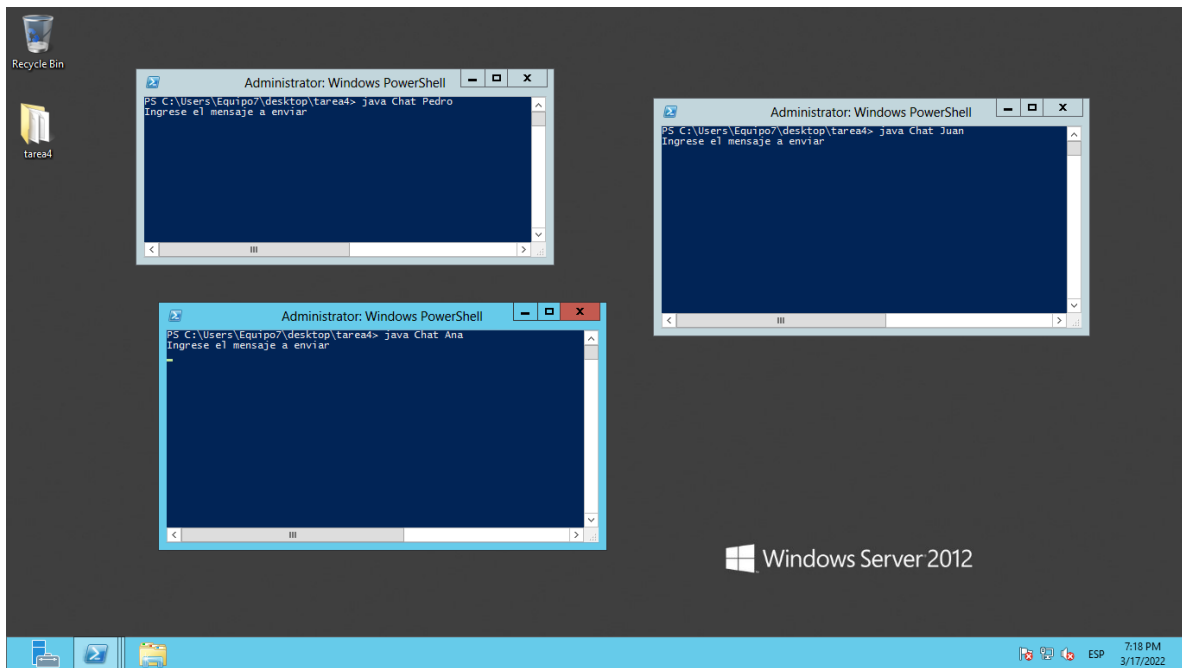 Recycle Bin
tarea4
Administrator: Windows PowerShell
PS C:\Users\Equipo7\desktop\tarea4> java Chat Pedro
Ingrese el mensaje a enviar
Administrator: Windows PowerShell
PS C:\Users\Equipo7\desktop\tarea4> java Chat Juan
Ingrese el mensaje a enviar
Administrator: Windows PowerShell
PS C:\Users\Equipo7\desktop\tarea4> java Chat Ana
Ingrese el mensaje a enviar
Windows Server 2012
ESP
7:18 PM
3/17/2022